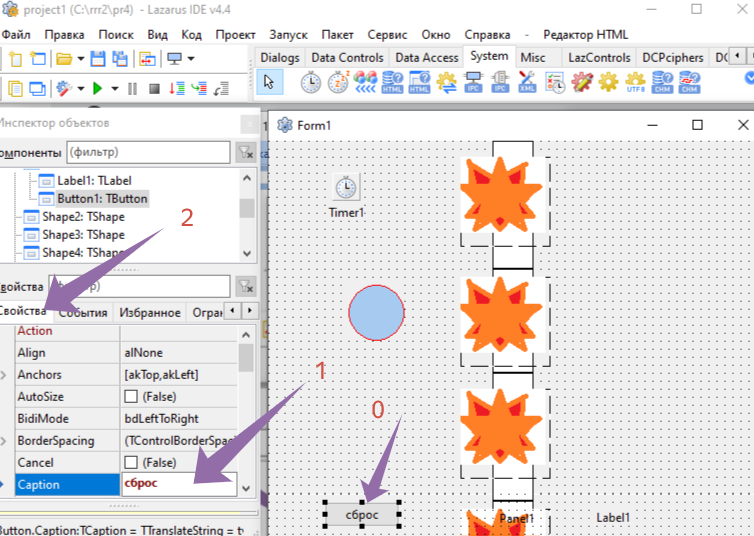 project1 (C:\rrr2\pr4) - Lazarus IDE v4.4
Файл Правка Поиск Вид Код Проект Запуск Пакет Сервис Окно Справка - Редактор HTML
Dialogs Data Controls Data Access System Misc LazControls DCPciphers DC
Инспектор объектов
омпоненты (фильтр)
Label1: TLabel
Button1: TButton
Shape2: TShape
Shape3: TShape
Shape4: TShape
2
войства (фильтр)
Свойства События Избранное Огран
Action
Align alNone
Anchors [akTop,akLeft]
AutoSize (False)
BidiMode bdLeftToRight
BorderSpacing (TControlBorderSpac
Cancel (False)
Caption сброс
Button.Caption:TCaption = TTranslateString = ty
Form1
Timer1
1
0
сброс
Panel1
Label1